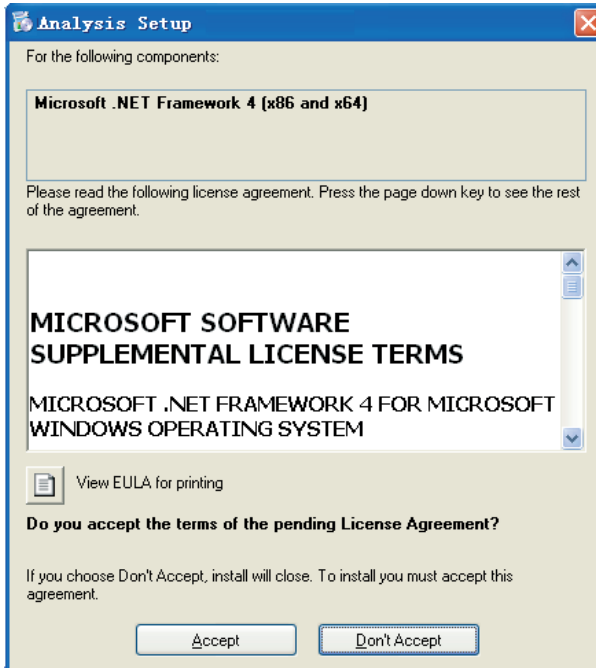 Analysis Setup
For the following components:
Microsoft .NET Framework 4 (x86 and x64)
Please read the following license agreement. Press the page down key to see the rest
of the agreement.
MICROSOFT SOFTWARE
SUPPLEMENTAL LICENSE TERMS
MICROSOFT .NET FRAMEWORK 4 FOR MICROSOFT
WINDOWS OPERATING SYSTEM
View EULA for printing
Do you accept the terms of the pending License Agreement?
If you choose Don't Accept, install will close. To install you must accept this
agreement.
Accept
Don't Accept